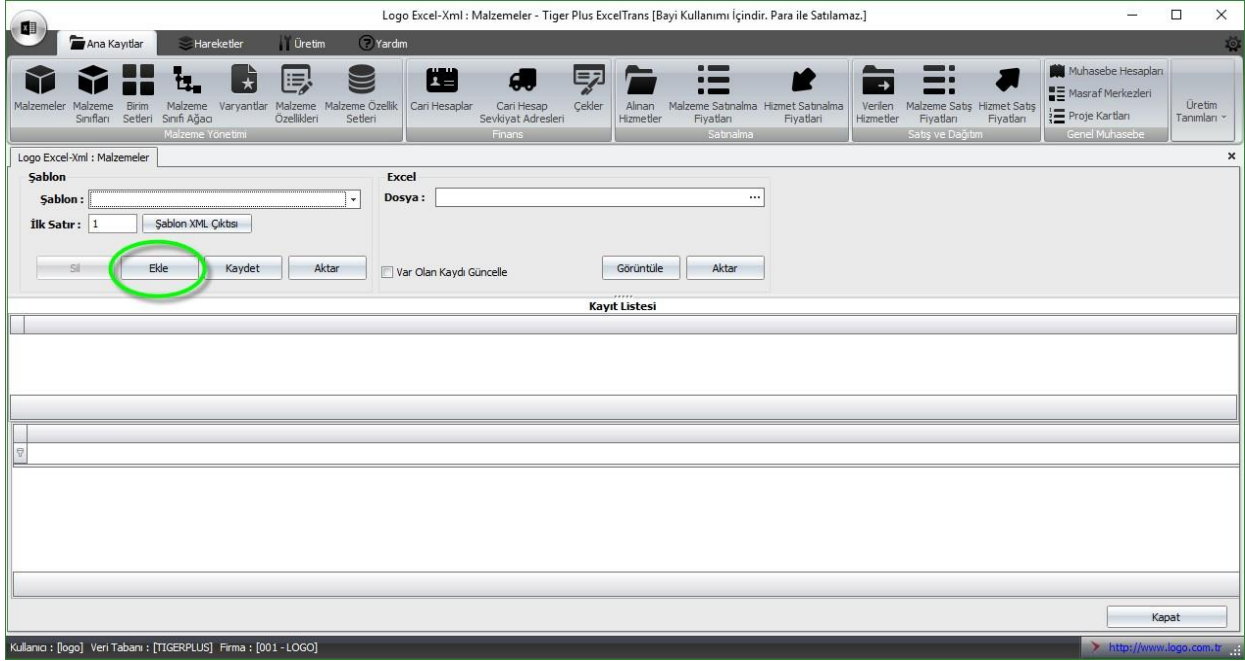 Logo Excel-Xml : Malzemeler - Tiger Plus ExcelTrans [Bayi Kullanımı İçindir. Para ile Satılamaz.]
Ana Kayıtlar Hareketler Üretim Yardım
Malzemeler Malzeme Sınıfları Birim Setleri Malzeme Sınıfı Ağacı Varyantlar Malzeme Özellikleri Malzeme Özellik Setleri
Malzeme Yönetimi
Cari Hesaplar Cari Hesap Sevkiyat Adresleri Çekler
Finans
Alınan Hizmetler Malzeme Satınalma Fiyatları Hizmet Satınalma Fiyatları
Satınalma
Verilen Hizmetler Malzeme Satış Fiyatları Hizmet Satış Fiyatları
Satış ve Dağıtım
Muhasebe Hesapları
Masraf Merkezleri
Proje Kartları
Genel Muhasebe
Üretim Tanımları
Logo Excel-Xml : Malzemeler
Şablon
Şablon :
İlk Satır : 1 Şablon XML Çıktısı
Sil Ekle Kaydet Aktar
Excel
Dosya : ...
Var Olan Kaydı Güncelle Görüntüle Aktar
Kayıt Listesi
Kapat
Kullanıcı : [logo] Veri Tabanı : [TIGERPLUS] Firma : [001 - LOGO] http://www.logo.com.tr